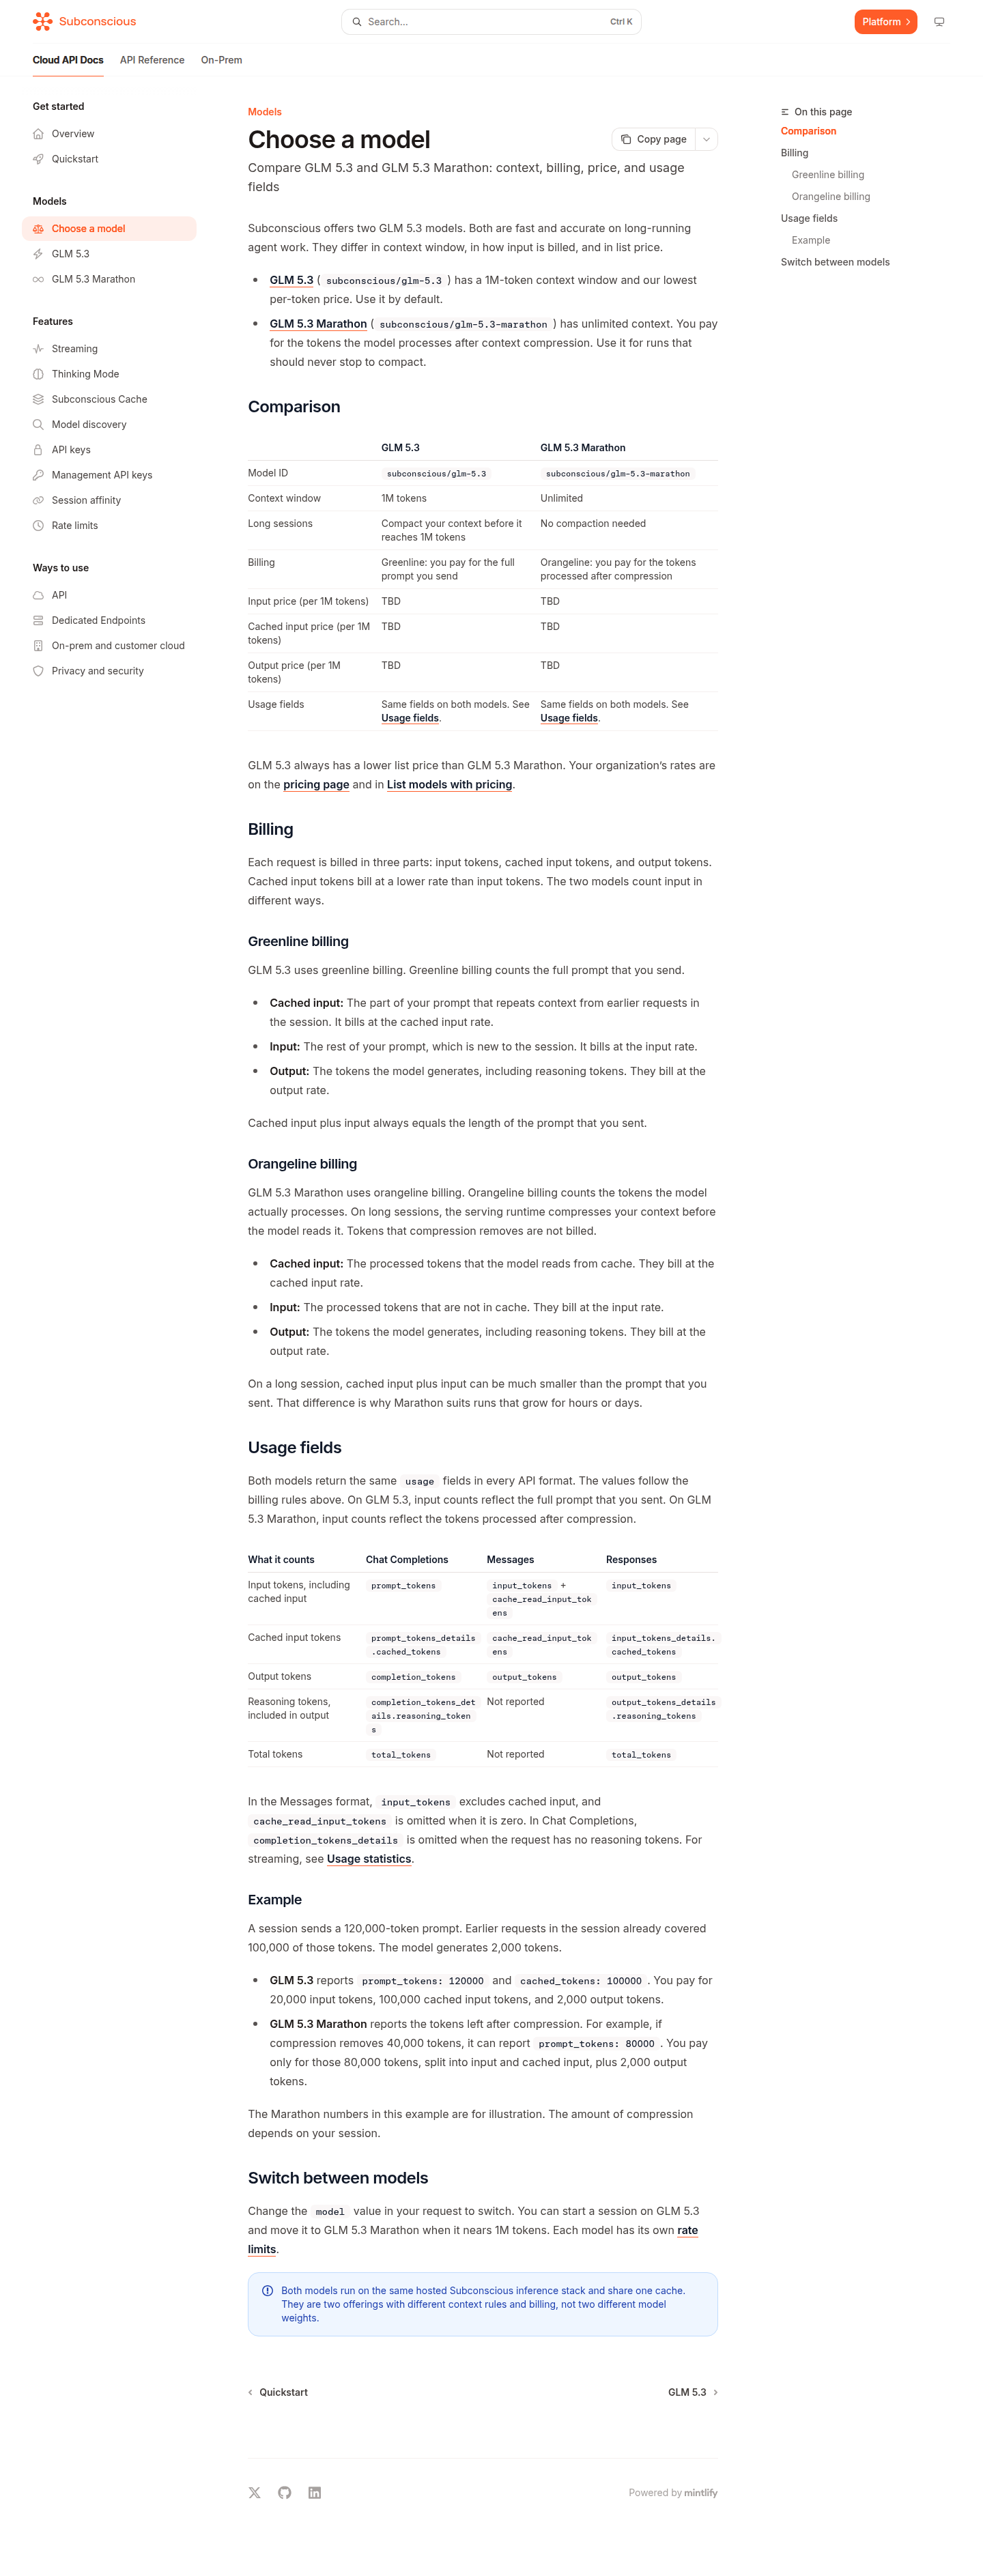 Subconscious
Search...
Ctrl K
Platform
Cloud API Docs
API Reference
On-Prem
Get started
Overview
Quickstart
Models
Choose a model
GLM 5.3
GLM 5.3 Marathon
Features
Streaming
Thinking Mode
Subconscious Cache
Model discovery
API keys
Management API keys
Session affinity
Rate limits
Ways to use
API
Dedicated Endpoints
On-prem and customer cloud
Privacy and security
Models
Choose a model
Copy page
Compare GLM 5.3 and GLM 5.3 Marathon: context, billing, price, and usage
fields
Subconscious offers two GLM 5.3 models. Both are fast and accurate on long-running
agent work. They differ in context window, in how input is billed, and in list price.
GLM 5.3 ( subconscious/glm-5.3 ) has a 1M-token context window and our lowest
per-token price. Use it by default.
GLM 5.3 Marathon ( subconscious/glm-5.3-marathon ) has unlimited context. You pay
for the tokens the model processes after context compression. Use it for runs that
should never stop to compact.
Comparison
GLM 5.3 GLM 5.3 Marathon
Model ID subconscious/glm-5.3 subconscious/glm-5.3-marathon
Context window 1M tokens Unlimited
Long sessions Compact your context before it No compaction needed
reaches 1M tokens
Billing Greenline: you pay for the full Orangeline: you pay for the tokens
prompt you send processed after compression
Input price (per 1M tokens) TBD TBD
Cached input price (per 1M TBD TBD
tokens)
Output price (per 1M TBD TBD
tokens)
Usage fields Same fields on both models. See Same fields on both models. See
Usage fields. Usage fields.
GLM 5.3 always has a lower list price than GLM 5.3 Marathon. Your organization's rates are
on the pricing page and in List models with pricing.
Billing
Each request is billed in three parts: input tokens, cached input tokens, and output tokens.
Cached input tokens bill at a lower rate than input tokens. The two models count input in
different ways.
Greenline billing
GLM 5.3 uses greenline billing. Greenline billing counts the full prompt that you send.
Cached input: The part of your prompt that repeats context from earlier requests in
the session. It bills at the cached input rate.
Input: The rest of your prompt, which is new to the session. It bills at the input rate.
Output: The tokens the model generates, including reasoning tokens. They bill at the
output rate.
Cached input plus input always equals the length of the prompt that you sent.
Orangeline billing
GLM 5.3 Marathon uses orangeline billing. Orangeline billing counts the tokens the model
actually processes. On long sessions, the serving runtime compresses your context before
the model reads it. Tokens that compression removes are not billed.
Cached input: The processed tokens that the model reads from cache. They bill at the
cached input rate.
Input: The processed tokens that are not in cache. They bill at the input rate.
Output: The tokens the model generates, including reasoning tokens. They bill at the
output rate.
On a long session, cached input plus input can be much smaller than the prompt that you
sent. That difference is why Marathon suits runs that grow for hours or days.
Usage fields
Both models return the same usage fields in every API format. The values follow the
billing rules above. On GLM 5.3, input counts reflect the full prompt that you sent. On GLM
5.3 Marathon, input counts reflect the tokens processed after compression.
What it counts Chat Completions Messages Responses
Input tokens, including prompt_tokens input_tokens + input_tokens
cached input cache_read_input_tok
ens
Cached input tokens prompt_tokens_details cache_read_input_tok input_tokens_details.
.cached_tokens ens cached_tokens
Output tokens completion_tokens output_tokens output_tokens
Reasoning tokens, completion_tokens_det Not reported output_tokens_details
included in output ails.reasoning_token .reasoning_tokens
s
Total tokens total_tokens Not reported total_tokens
In the Messages format, input_tokens excludes cached input, and
cache_read_input_tokens is omitted when it is zero. In Chat Completions,
completion_tokens_details is omitted when the request has no reasoning tokens. For
streaming, see Usage statistics.
Example
A session sends a 120,000-token prompt. Earlier requests in the session already covered
100,000 of those tokens. The model generates 2,000 tokens.
GLM 5.3 reports prompt_tokens: 120000 and cached_tokens: 100000 . You pay for
20,000 input tokens, 100,000 cached input tokens, and 2,000 output tokens.
GLM 5.3 Marathon reports the tokens left after compression. For example, if
compression removes 40,000 tokens, it can report prompt_tokens: 80000 . You pay
only for those 80,000 tokens, split into input and cached input, plus 2,000 output
tokens.
The Marathon numbers in this example are for illustration. The amount of compression
depends on your session.
Switch between models
Change the model value in your request to switch. You can start a session on GLM 5.3
and move it to GLM 5.3 Marathon when it nears 1M tokens. Each model has its own rate
limits.
Both models run on the same hosted Subconscious inference stack and share one cache.
They are two offerings with different context rules and billing, not two different model
weights.
Quickstart
GLM 5.3
Powered by mintlify
On this page
Comparison
Billing
Greenline billing
Orangeline billing
Usage fields
Example
Switch between models